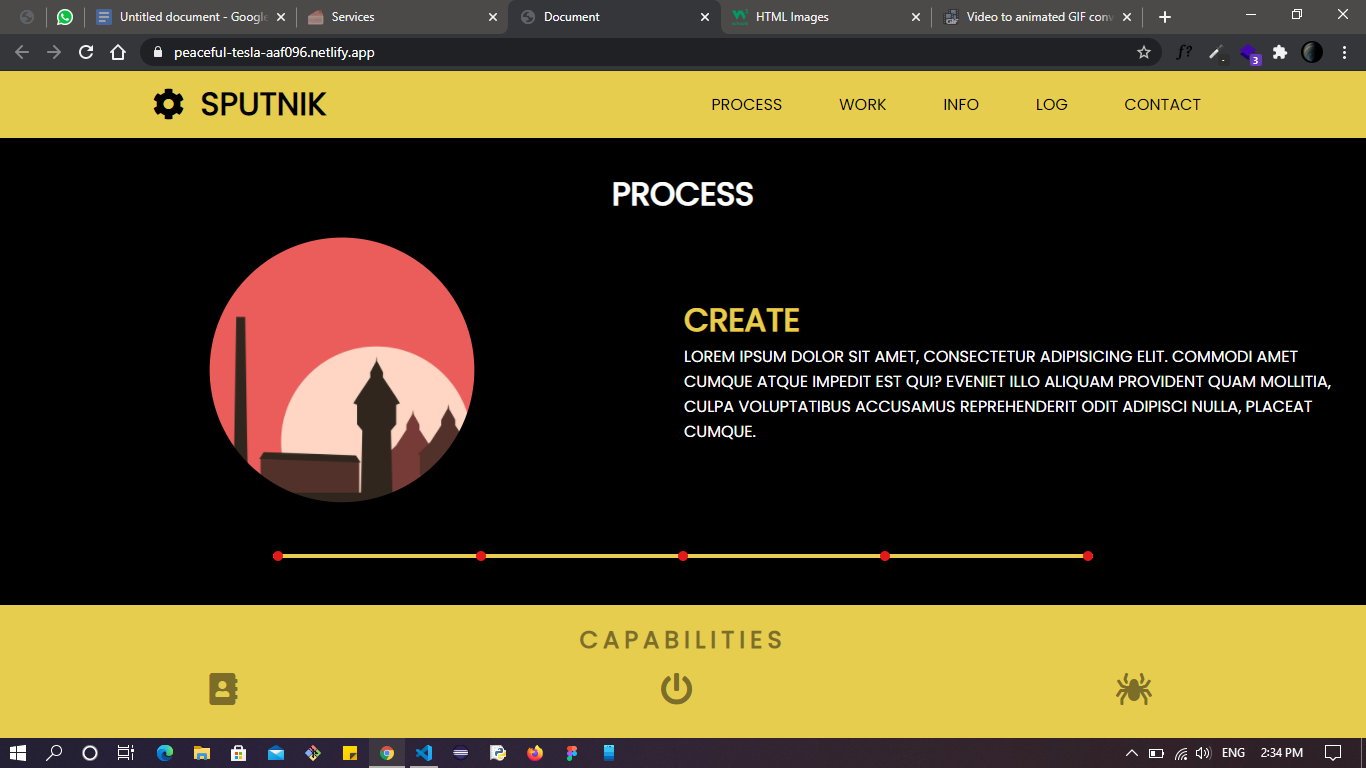 Untitled document - Google
Services
Document
HTML Images
Video to animated GIF conv
peaceful-tesla-aaf096.netlify.app
f?
3
SPUTNIK
PROCESS
WORK
INFO
LOG
CONTACT
PROCESS
CREATE
LOREM IPSUM DOLOR SIT AMET, CONSECTETUR ADIPISICING ELIT. COMMODI AMET
CUMQUE ATQUE IMPEDIT EST QUI? EVENIET ILLO ALIQUAM PROVIDENT QUAM MOLLITIA,
CULPA VOLUPTATIBUS ACCUSAMUS REPREHENDERIT ODIT ADIPISCI NULLA, PLACEAT
CUMQUE.
CAPABILITIES
ENG
2:34 PM